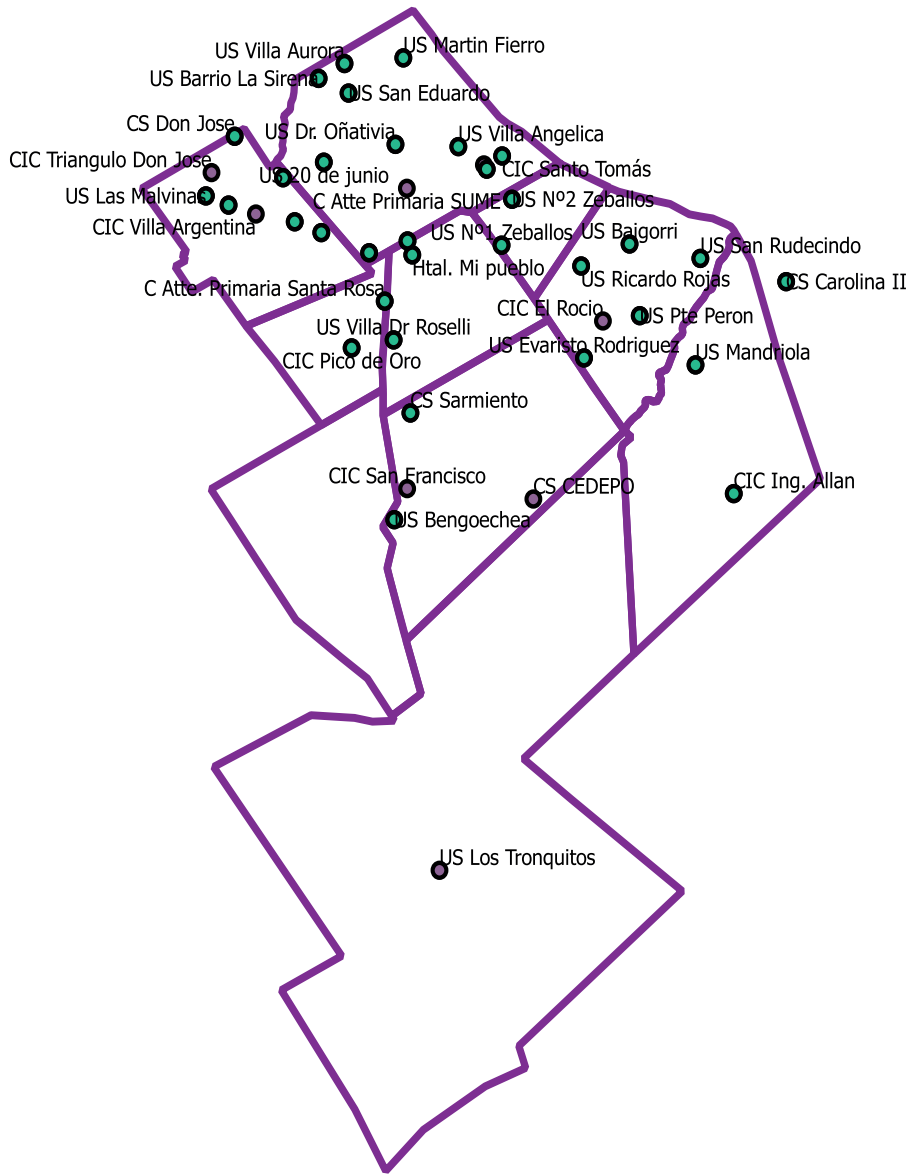 US Martin Fierro
US Villa Aurora
US Barrio La Sirena
US San Eduardo
CS Don Jose
US Dr. Oñativia
US Villa Angelica
CIC Triangulo Don Jose
CIC Santo Tomás
US 20 de junio
US Las Malvinas
C Atte Primaria SUME
US Nº2 Zeballos
CIC Villa Argentina
US Nº1 Zeballos
US Baigorri
US San Rudecindo
Htal. Mi pueblo
US Ricardo Rojas
CS Carolina II
C Atte. Primaria Santa Rosa
CIC El Rocio
US Pte Peron
US Villa Dr Roselli
US Evaristo Rodriguez
US Mandriola
CIC Pico de Oro
CS Sarmiento
CIC San Francisco
CS CEDEPO
CIC Ing. Allan
US Bengoechea
US Los Tronquitos